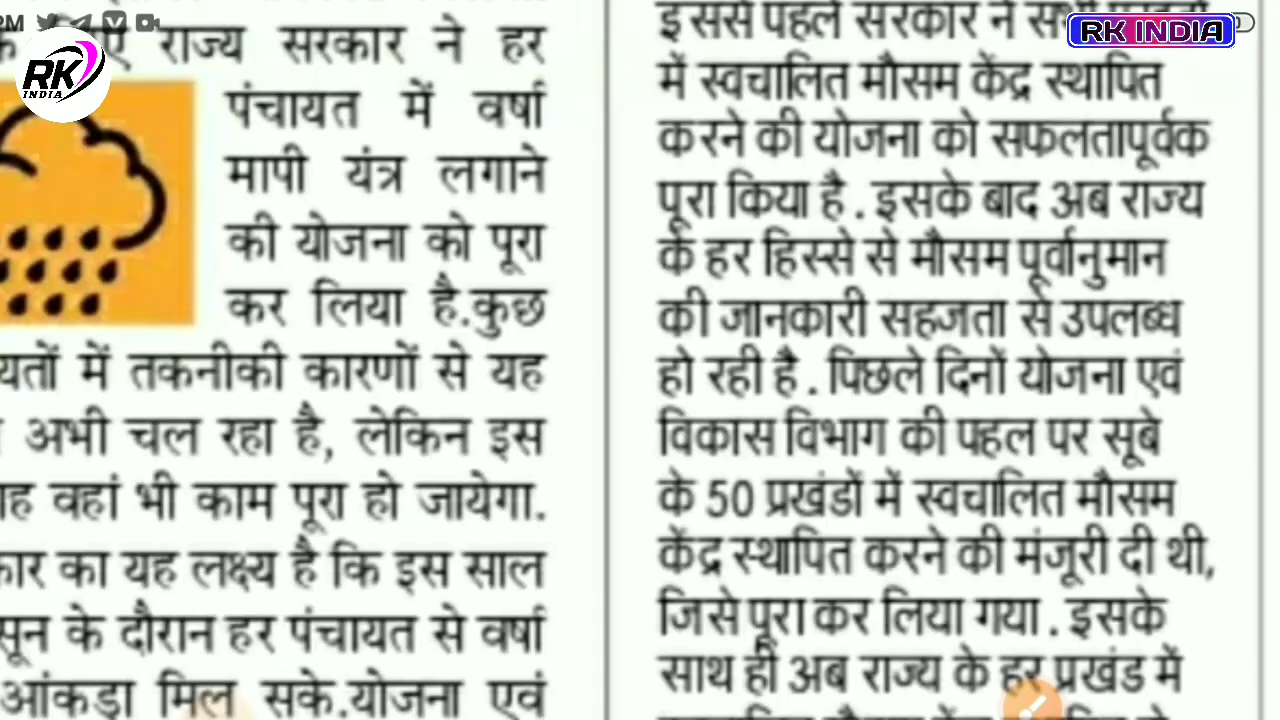 PM
RK
INDIA
RK INDIA
राज्य सरकार ने हर
पंचायत में वर्षा
मापी यंत्र लगाने
की योजना को पूरा
कर लिया है.कुछ
यतों में तकनीकी कारणों से यह
अभी चल रहा है, लेकिन इस
ाह वहां भी काम पूरा हो जायेगा.
कार का यह लक्ष्य है कि इस साल
सून के दौरान हर पंचायत से वर्षा
आंकड़ा मिल सके.योजना एवं
इससे पहले सरकार ने सभी
में स्वचालित मौसम केंद्र स्थापित
करने की योजना को सफलतापूर्वक
पूरा किया है . इसके बाद अब राज्य
के हर हिस्से से मौसम पूर्वानुमान
की जानकारी सहजता से उपलब्ध
हो रही है . पिछले दिनों योजना एवं
विकास विभाग की पहल पर सूबे
के 50 प्रखंडों में स्वचालित मौसम
केंद्र स्थापित करने की मंजूरी दी थी,
जिसे पूरा कर लिया गया . इसके
साथ ही अब राज्य के हर प्रखंड में